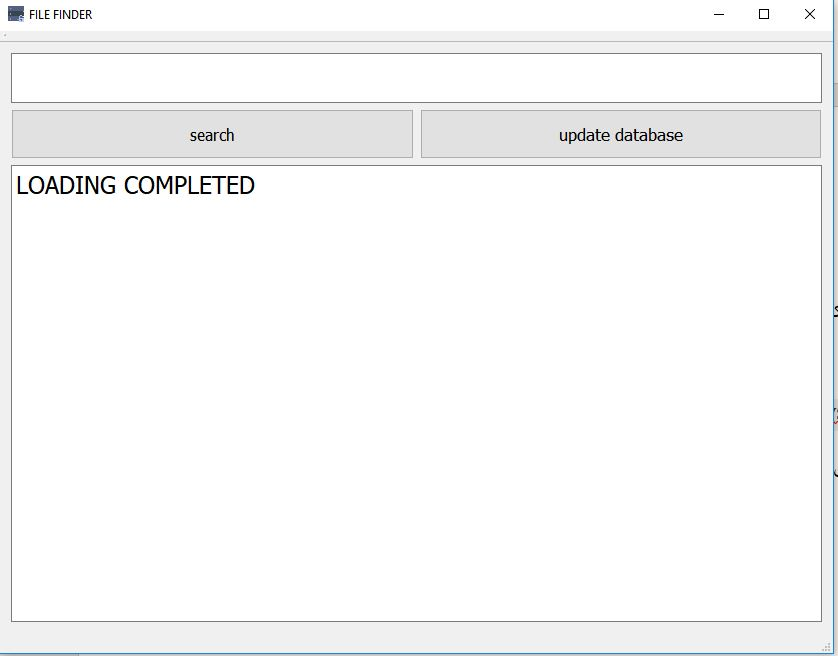 FILE FINDER
search
update database
LOADING COMPLETED